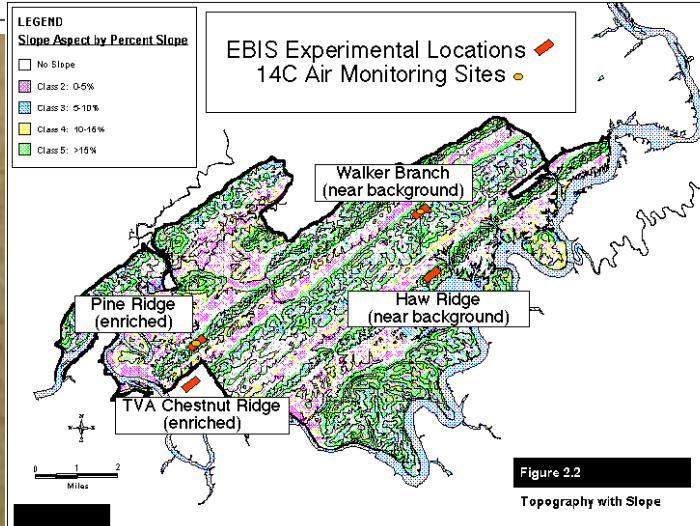 LEGEND
Slope Aspect by Percent Slope
No Slope
Class 2: 0-5%
Class 3: 5-10%
Class 4: 10-15%
Class 5: >15%
EBIS Experimental Locations
14C Air Monitoring Sites
Walker Branch
(near background)
Pine Ridge
(enriched)
Haw Ridge
(near background)
TVA Chestnut Ridge
(enriched)
0 1 2
Miles
Figure 2.2
Topography with Slope